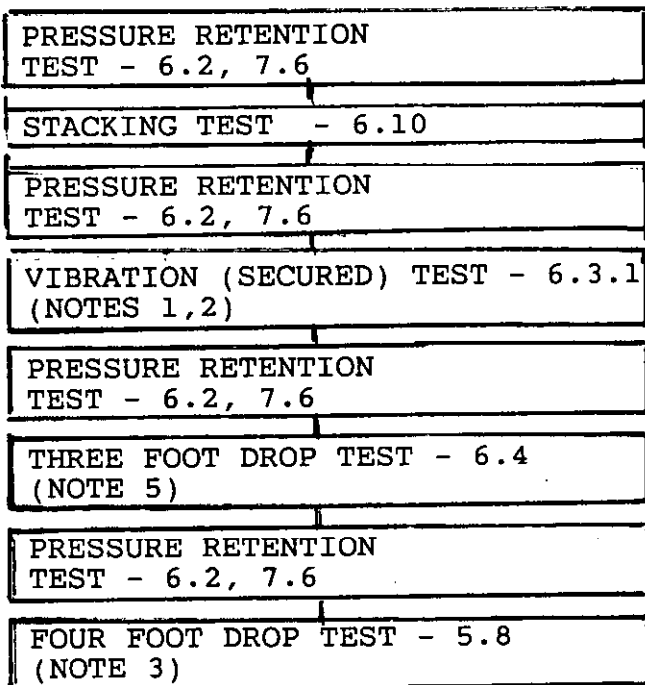 PRESSURE RETENTION
TEST - 6.2, 7.6
STACKING TEST - 6.10
PRESSURE RETENTION
TEST - 6.2, 7.6
VIBRATION (SECURED) TEST - 6.3.1
(NOTES 1,2)
PRESSURE RETENTION
TEST - 6.2, 7.6
THREE FOOT DROP TEST - 6.4
(NOTE 5)
PRESSURE RETENTION
TEST - 6.2, 7.6
FOUR FOOT DROP TEST - 5.8
(NOTE 3)